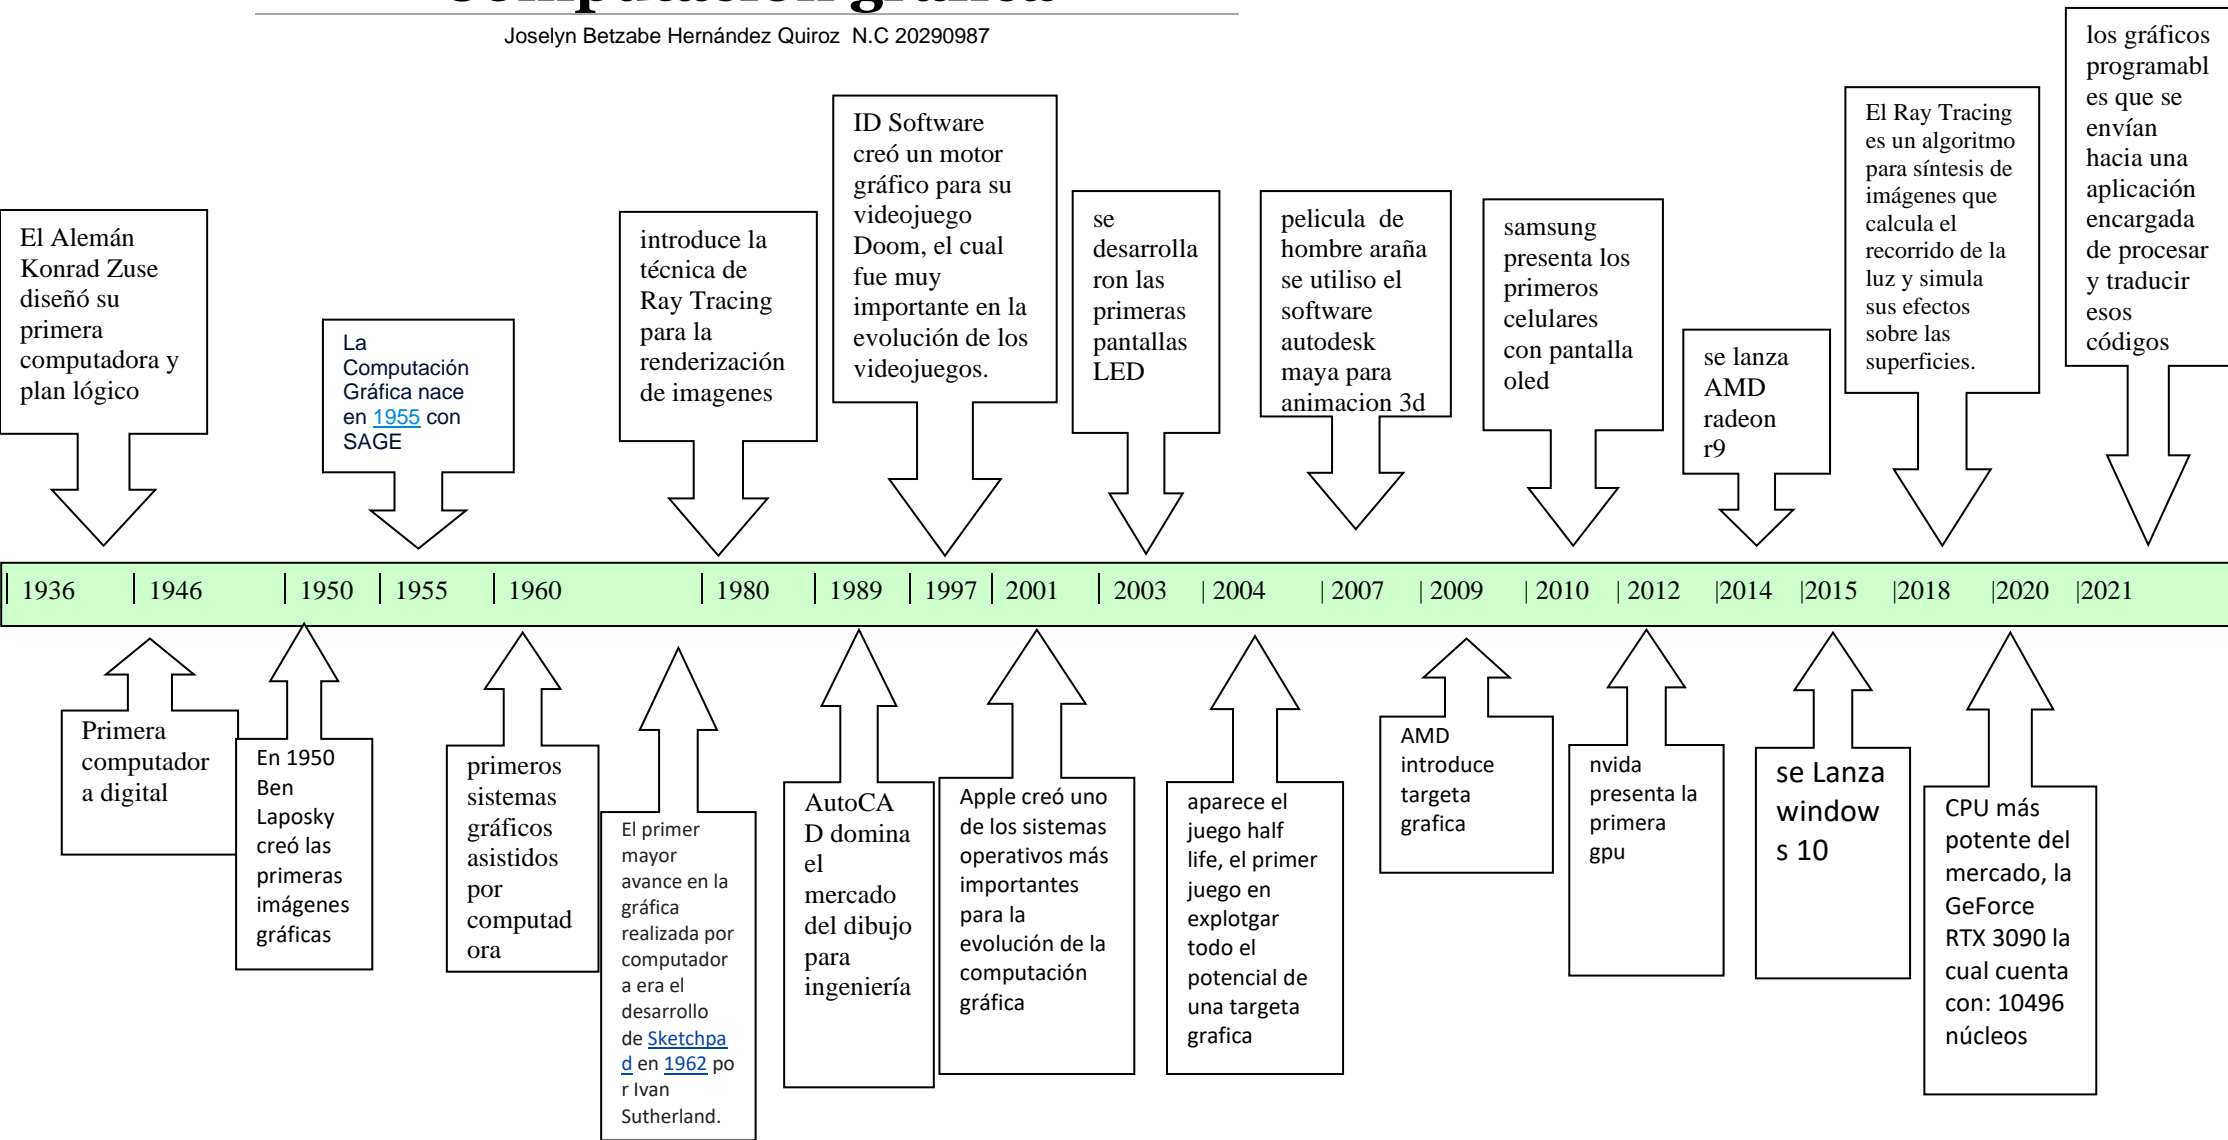 Computación gráfica
Joselyn Betzabe Hernández Quiroz  N.C 20290987
El Alemán
Konrad Zuse
diseñó su
primera
computadora y
plan lógico
La
Computación
Gráfica nace
en 1955 con
SAGE
introduce la
técnica de
Ray Tracing
para la
renderización
de imagenes
ID Software
creó un motor
gráfico para su
videojuego
Doom, el cual
fue muy
importante en la
evolución de los
videojuegos.
se
desarrolla
ron las
primeras
pantallas
LED
pelicula  de
hombre araña
se utiliso el
software
autodesk
maya para
animacion 3d
samsung
presenta los
primeros
celulares
con pantalla
oled
se lanza
AMD
radeon
r9
El Ray Tracing
es un algoritmo
para síntesis de
imágenes que
calcula el
recorrido de la
luz y simula
sus efectos
sobre las
superficies.
los gráficos
programabl
es que se
envían
hacia una
aplicación
encargada
de procesar
y traducir
esos
códigos
| 1936 | 1946 | 1950 | 1955 | 1960 | 1980 | 1989 | 1997 | 2001 | 2003 | 2004 | 2007 | 2009 | 2010 | 2012 |2014 |2015 |2018 |2020 |2021
Primera
computador
a digital
En 1950
Ben
Laposky
creó las
primeras
imágenes
gráficas
primeros
sistemas
gráficos
asistidos
por
computad
ora
El primer
mayor
avance en la
gráfica
realizada por
computador
a era el
desarrollo
de Sketchpa
d en 1962 po
r Ivan
Sutherland.
AutoCA
D domina
el
mercado
del dibujo
para
ingeniería
Apple creó uno
de los sistemas
operativos más
importantes
para la
evolución de la
computación
gráfica
aparece el
juego half
life, el primer
juego en
explotgar
todo el
potencial de
una targeta
grafica
AMD
introduce
targeta
grafica
nvida
presenta la
primera
gpu
se Lanza
window
s 10
CPU más
potente del
mercado, la
GeForce
RTX 3090 la
cual cuenta
con: 10496
núcleos